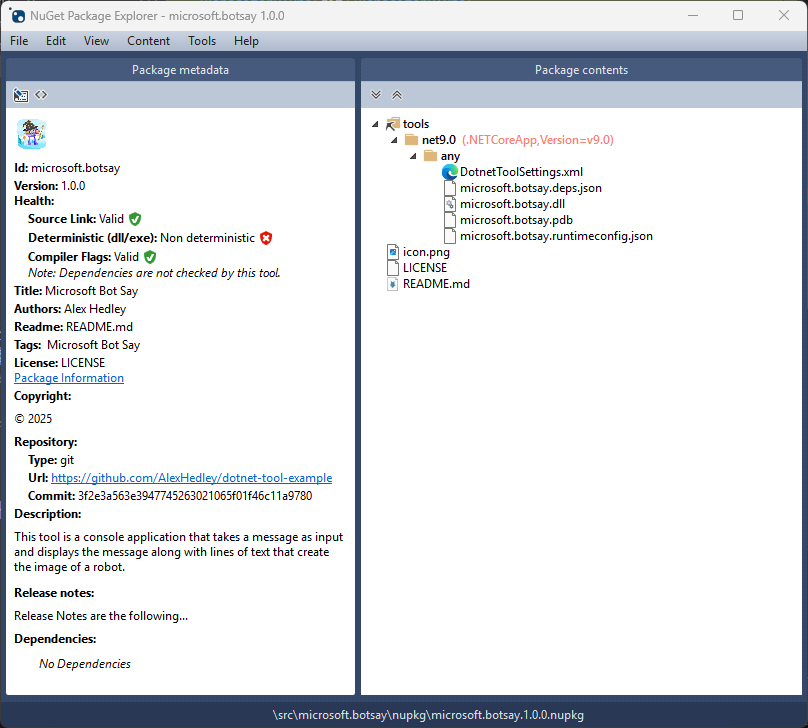 NuGet Package Explorer - microsoft.botsay 1.0.0
File Edit View Content Tools Help
Package metadata
Id: microsoft.botsay
Version: 1.0.0
Health:
Source Link: Valid
Deterministic (dll/exe): Non deterministic
Compiler Flags: Valid
Note: Dependencies are not checked by this tool.
Title: Microsoft Bot Say
Authors: Alex Hedley
Readme: README.md
Tags: Microsoft Bot Say
License: LICENSE
Package Information
Copyright:
© 2025
Repository:
Type: git
Url: https://github.com/AlexHedley/dotnet-tool-example
Commit: 3f2e3a563e3947745263021065f01f46c11a9780
Description:
This tool is a console application that takes a message as input
and displays the message along with lines of text that create
the image of a robot.
Release notes:
Release Notes are the following...
Dependencies:
No Dependencies
Package contents
tools
net9.0 (.NETCoreApp,Version=v9.0)
any
DotnetToolSettings.xml
microsoft.botsay.deps.json
microsoft.botsay.dll
microsoft.botsay.pdb
microsoft.botsay.runtimeconfig.json
icon.png
LICENSE
README.md
\src\microsoft.botsay\nupkg\microsoft.botsay.1.0.0.nupkg